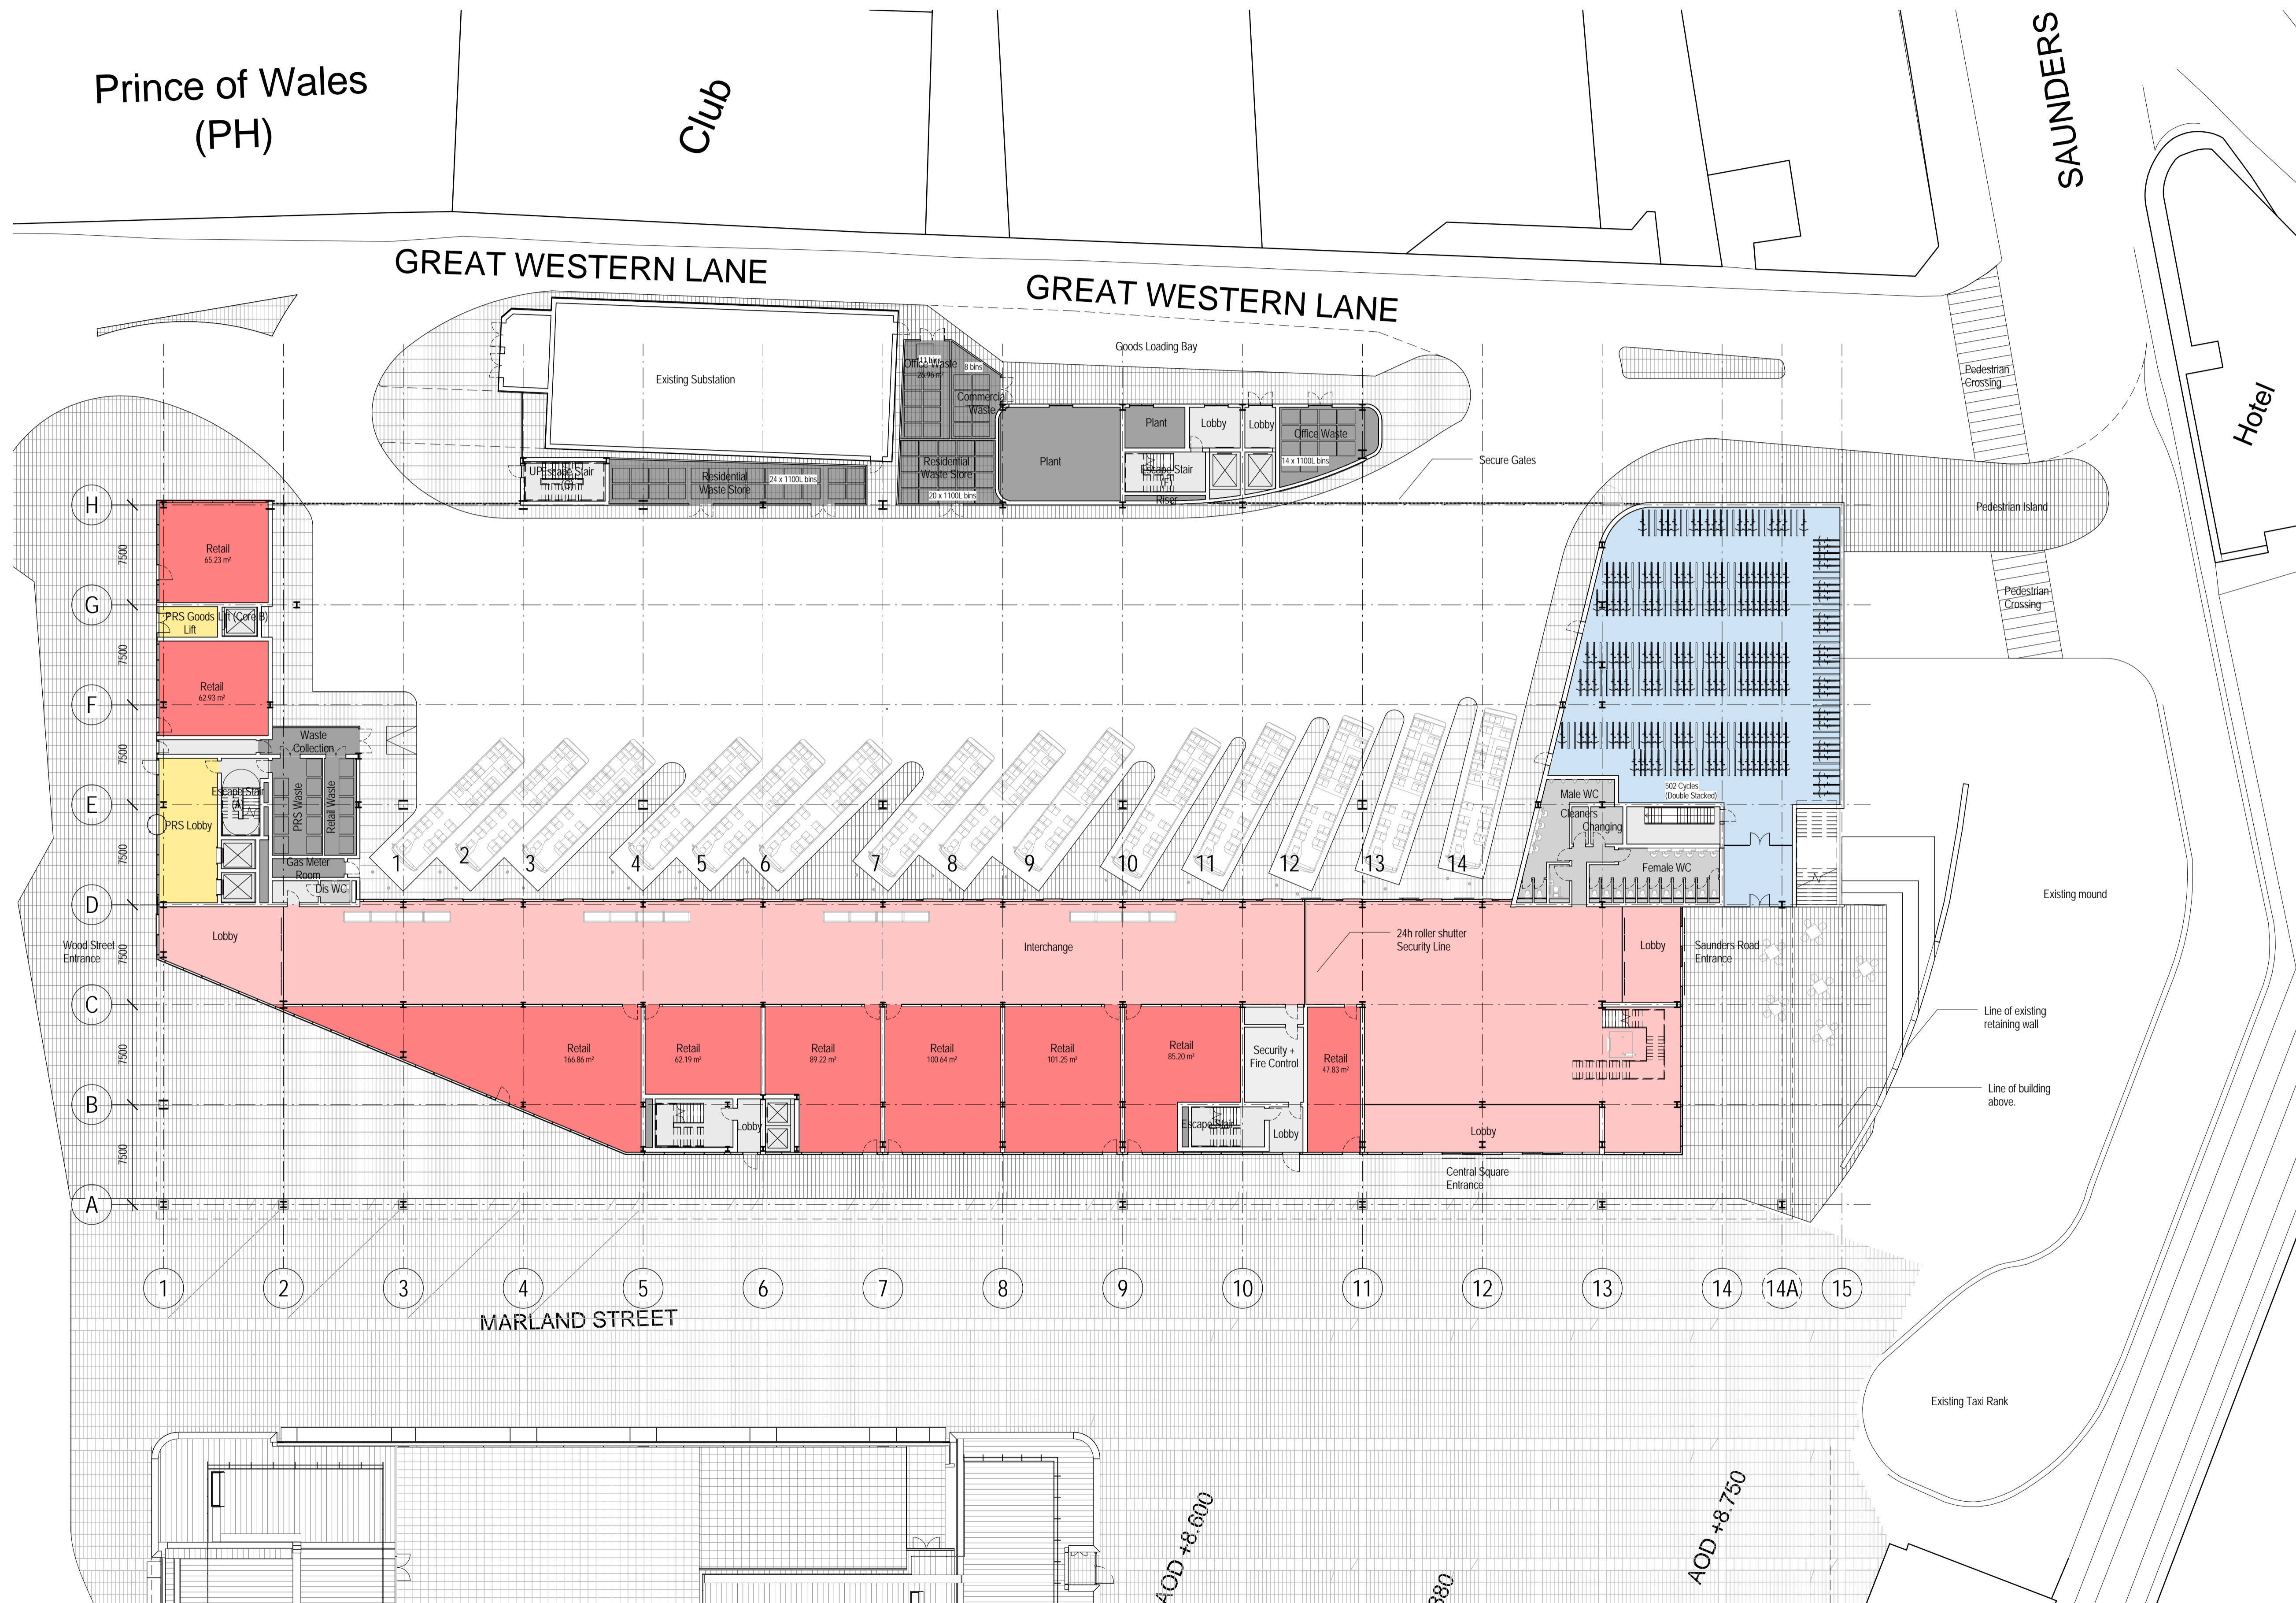 Prince of Wales
(PH)
Club
SAUNDERS
Hotel
GREAT WESTERN LANE
GREAT WESTERN LANE
Goods Loading Bay
Existing Substation
11 bins
Office Waste
8 bins
Commercial
Waste
Residential
Waste Store
20 x 1100L bins
Residential
Waste Store
24 x 1100L bins
UP
Escape Stair
(G)
Plant
Plant
Lobby
Lobby
Office Waste
14 x 1100L bins
Escape Stair
(F)
Riser
Secure Gates
Pedestrian
Crossing
Pedestrian Island
Pedestrian
Crossing
H
G
F
E
D
C
B
A
7500
7500
7500
7500
7500
7500
7500
Retail
65.23 m²
PRS Goods Lift (Core B)
Lift
Retail
62.93 m²
Waste
Collection
Escape Stair
(A)
PRS Lobby
PRS Waste
Retail Waste
Gas Meter
Room
Dis WC
1
2
3
4
5
6
7
8
9
10
11
12
13
14
502 Cycles
(Double Stacked)
Male WC
Cleaners
Changing
Female WC
Existing mound
Wood Street
Entrance
Lobby
Interchange
24h roller shutter
Security Line
Lobby
Saunders Road
Entrance
Line of existing
retaining wall
Line of building
above.
Retail
166.86 m²
Retail
62.19 m²
Retail
89.22 m²
Retail
100.64 m²
Retail
101.25 m²
Retail
85.20 m²
Security +
Fire Control
Retail
47.83 m²
Lobby
Escape Stair
Lobby
Lobby
Central Square
Entrance
1
2
3
4
5
6
7
8
9
10
11
12
13
14
14A
15
MARLAND STREET
Existing Taxi Rank
AOD +8.600
AOD +8.750